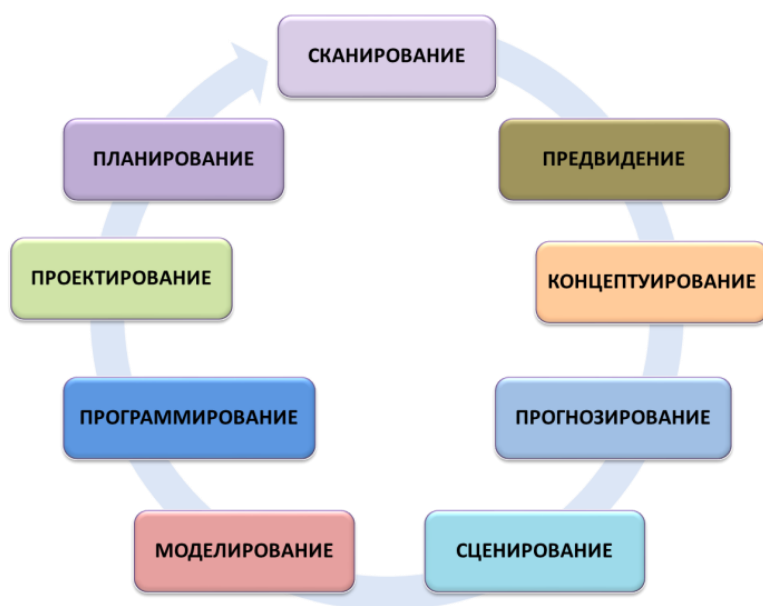 СКАНИРОВАНИЕ
ПРЕДВИДЕНИЕ
КОНЦЕПТУИРОВАНИЕ
ПРОГНОЗИРОВАНИЕ
СЦЕНИРОВАНИЕ
МОДЕЛИРОВАНИЕ
ПРОГРАММИРОВАНИЕ
ПРОЕКТИРОВАНИЕ
ПЛАНИРОВАНИЕ